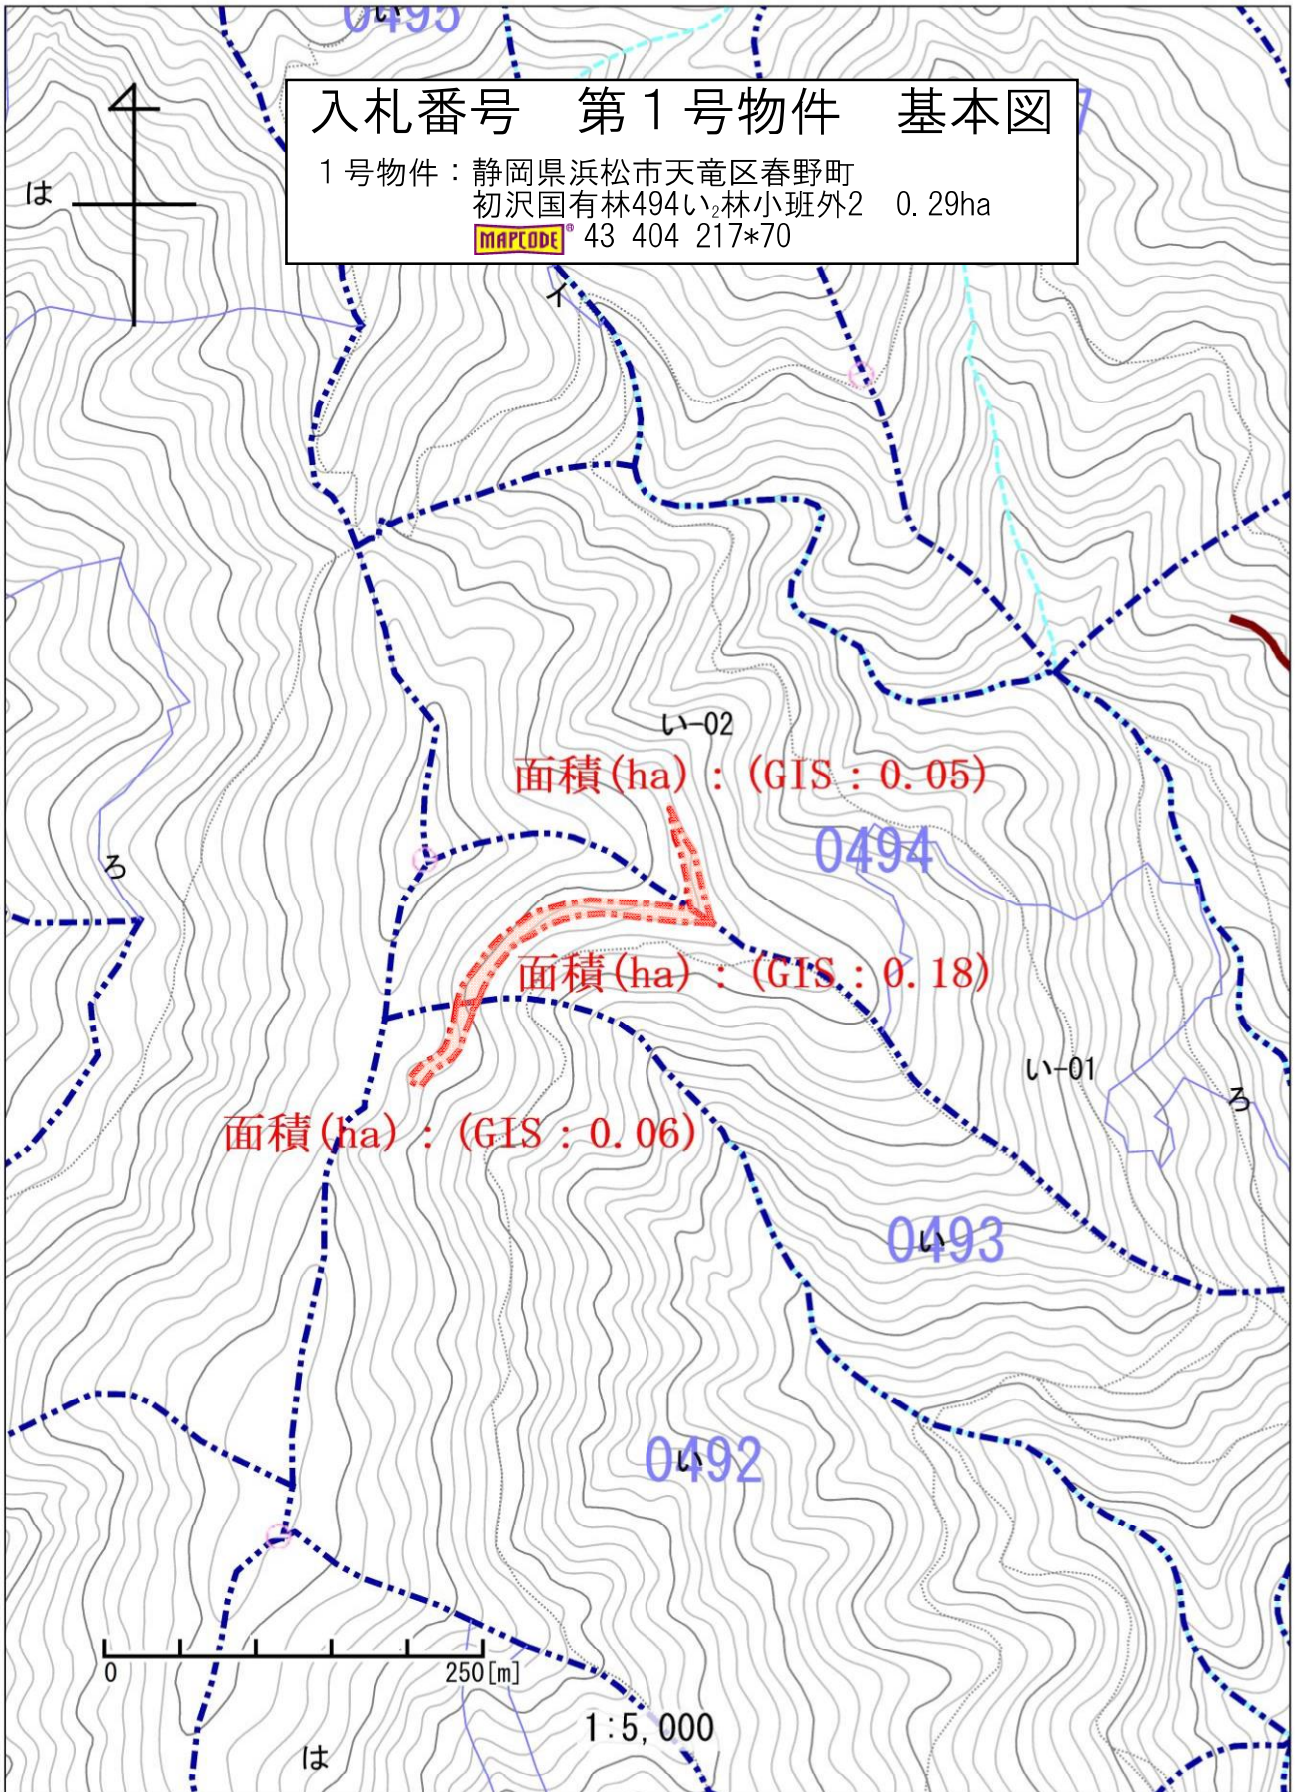 0495
い
入札番号　第１号物件　基本図
7
１号物件：静岡県浜松市天竜区春野町
初沢国有林494い₂林小班外2　0.29ha
MAPCODE® 43 404 217*70
は
イ
い-02
面積(ha)：(GIS：0.05)
0494
ろ
面積(ha)：(GIS：0.18)
い-01
ろ
面積(ha)：(GIS：0.06)
0493
い
0492
い
0 250[m]
1:5,000
は